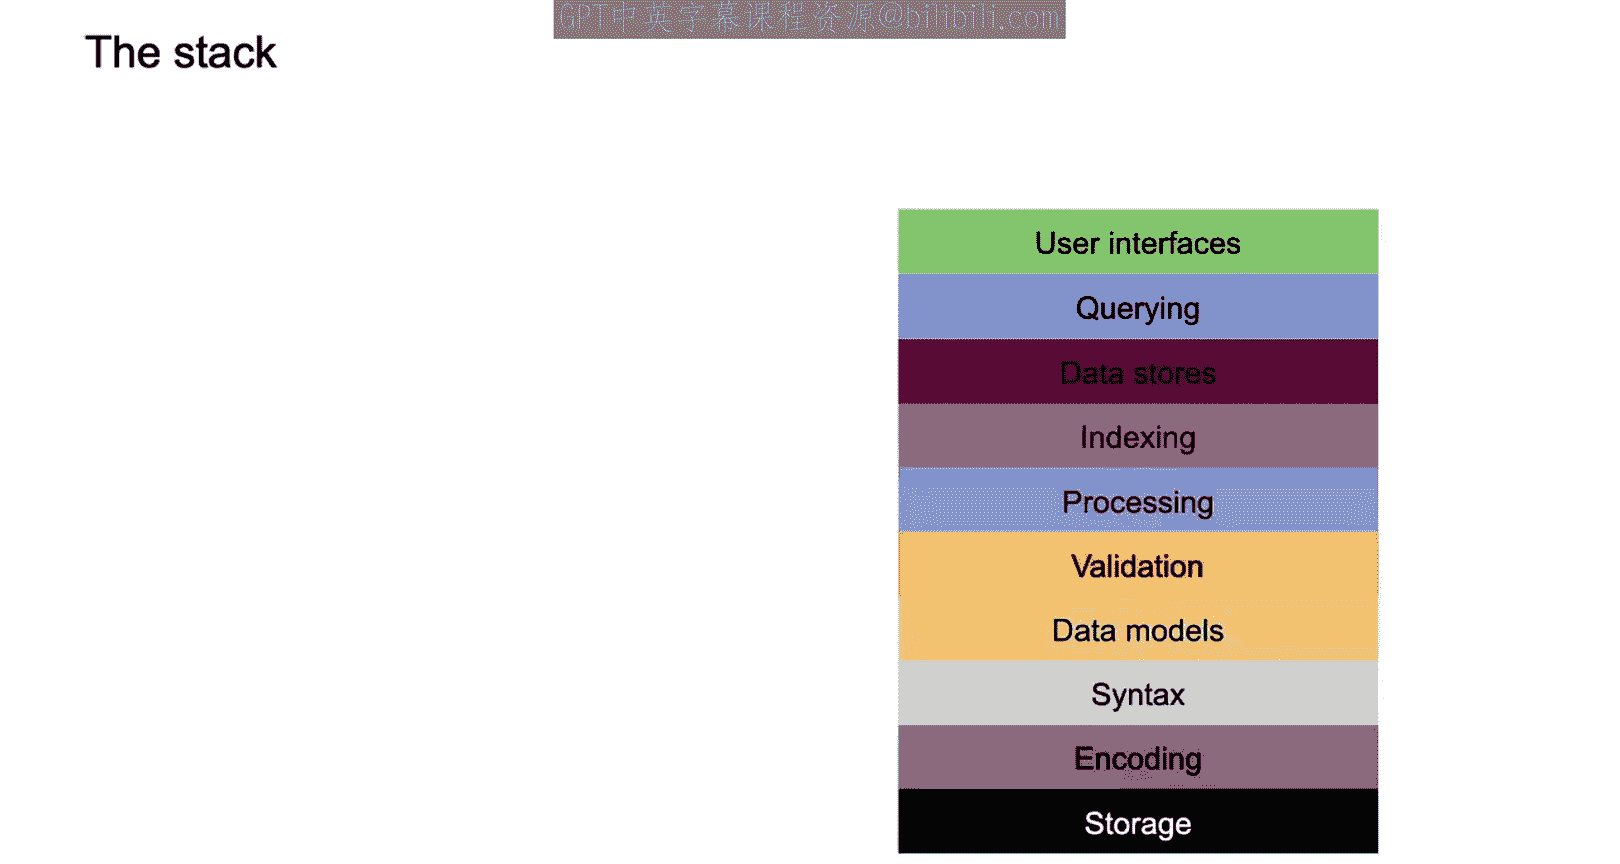 GPT中英字幕课程资源@bilibili.com
The stack
User interfaces
Querying
Data stores
Indexing
Processing
Validation
Data models
Syntax
Encoding
Storage